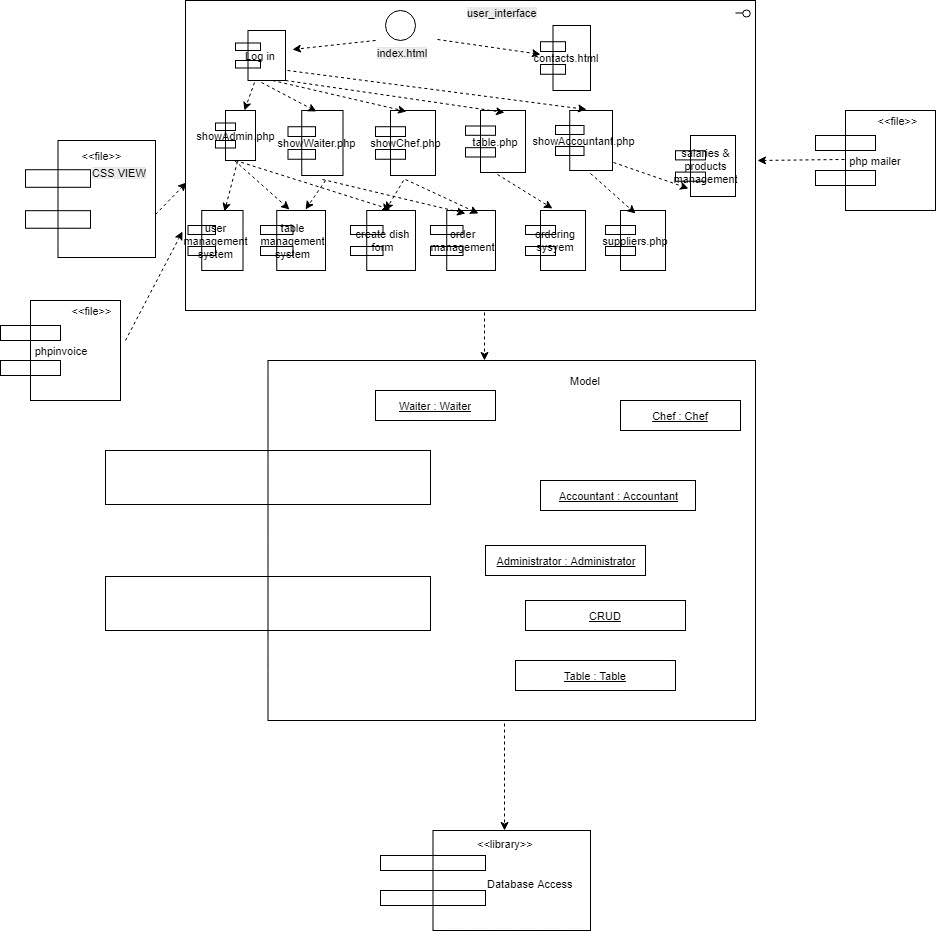 user_interface
index.html
Log in
contacts.html
showAdmin.php
showWaiter.php
showChef.php
table.php
showAccountant.php
salaries &
products
management
<<file>>
php mailer
<<file>>
CSS VIEW
user
management
system
table
management
system
create dish
form
order
management
ordering
sysyem
suppliers.php
<<file>>
phpinvoice
Model
Waiter : Waiter
Chef : Chef
Accountant : Accountant
Administrator : Administrator
CRUD
Table : Table
<<library>>
Database Access